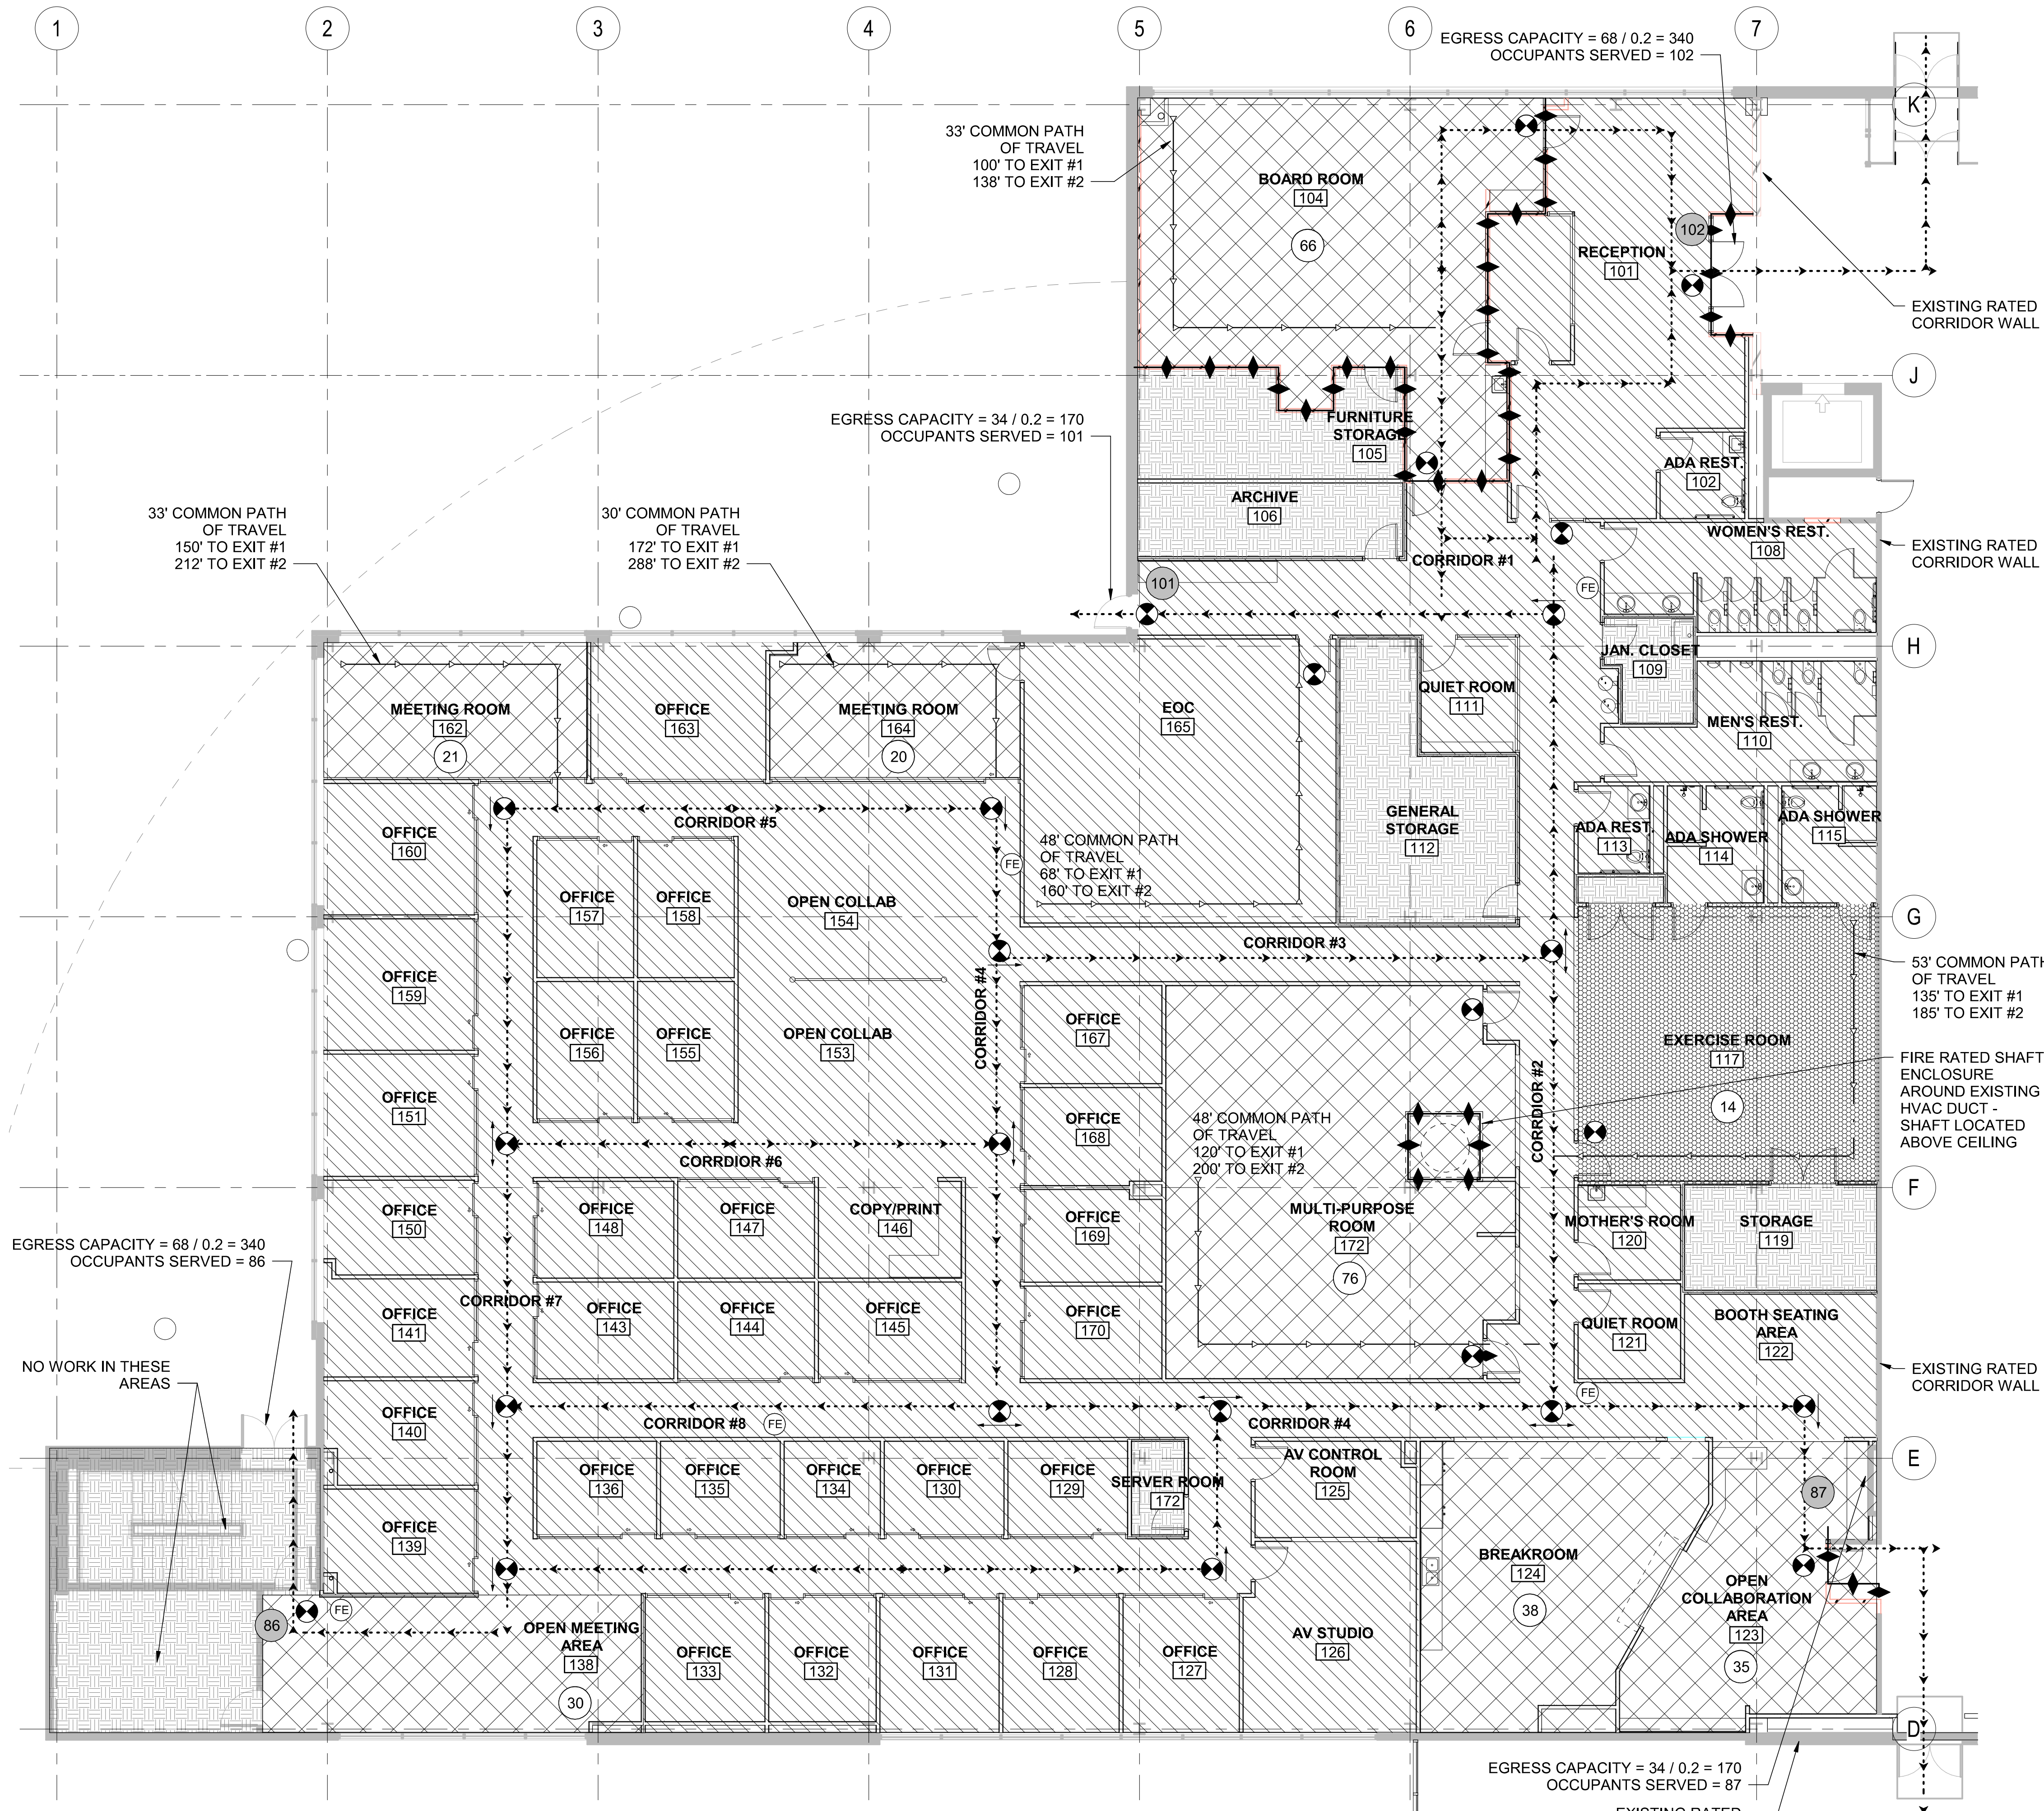 1
2
3
4
5
6
7
EGRESS CAPACITY = 68 / 0.2 = 340
OCCUPANTS SERVED = 102
K
33' COMMON PATH
OF TRAVEL
100' TO EXIT #1
138' TO EXIT #2
BOARD ROOM
104
66
102
RECEPTION
101
EXISTING RATED
CORRIDOR WALL
J
EGRESS CAPACITY = 34 / 0.2 = 170
OCCUPANTS SERVED = 101
FURNITURE
STORAGE
105
ADA REST.
102
ARCHIVE
106
33' COMMON PATH
OF TRAVEL
150' TO EXIT #1
212' TO EXIT #2
30' COMMON PATH
OF TRAVEL
172' TO EXIT #1
288' TO EXIT #2
WOMEN'S REST.
108
EXISTING RATED
CORRIDOR WALL
CORRIDOR #1
101
FE
H
JAN. CLOSET
109
MEETING ROOM
162
21
OFFICE
163
MEETING ROOM
164
20
EOC
165
QUIET ROOM
111
MEN'S REST.
110
CORRIDOR #5
OFFICE
160
FE
48' COMMON PATH
OF TRAVEL
68' TO EXIT #1
160' TO EXIT #2
GENERAL
STORAGE
112
ADA REST.
113
ADA SHOWER
114
ADA SHOWER
115
OFFICE
157
OFFICE
158
OPEN COLLAB
154
G
CORRIDOR #3
OFFICE
159
CORRIDOR #4
53' COMMON PATH
OF TRAVEL
135' TO EXIT #1
185' TO EXIT #2
OFFICE
156
OFFICE
155
OPEN COLLAB
153
OFFICE
167
EXERCISE ROOM
117
14
FIRE RATED SHAFT
ENCLOSURE
AROUND EXISTING
HVAC DUCT -
SHAFT LOCATED
ABOVE CEILING
OFFICE
151
OFFICE
168
48' COMMON PATH
OF TRAVEL
120' TO EXIT #1
200' TO EXIT #2
CORRDIOR #2
CORRDIOR #6
F
OFFICE
150
OFFICE
148
OFFICE
147
COPY/PRINT
146
OFFICE
169
MULTI-PURPOSE
ROOM
172
76
MOTHER'S ROOM
120
STORAGE
119
EGRESS CAPACITY = 68 / 0.2 = 340
OCCUPANTS SERVED = 86
CORRIDOR #7
OFFICE
141
OFFICE
143
OFFICE
144
OFFICE
145
OFFICE
170
QUIET ROOM
121
BOOTH SEATING
AREA
122
EXISTING RATED
CORRIDOR WALL
NO WORK IN THESE
AREAS
FE
OFFICE
140
CORRIDOR #8
FE
CORRIDOR #4
E
OFFICE
136
OFFICE
135
OFFICE
134
OFFICE
130
OFFICE
129
SERVER ROOM
172
AV CONTROL
ROOM
125
87
OFFICE
139
BREAKROOM
124
38
OPEN
COLLABORATION
AREA
123
35
86
FE
OPEN MEETING
AREA
138
30
OFFICE
133
OFFICE
132
OFFICE
131
OFFICE
128
OFFICE
127
AV STUDIO
126
D
EGRESS CAPACITY = 34 / 0.2 = 170
OCCUPANTS SERVED = 87
EXISTING RATED